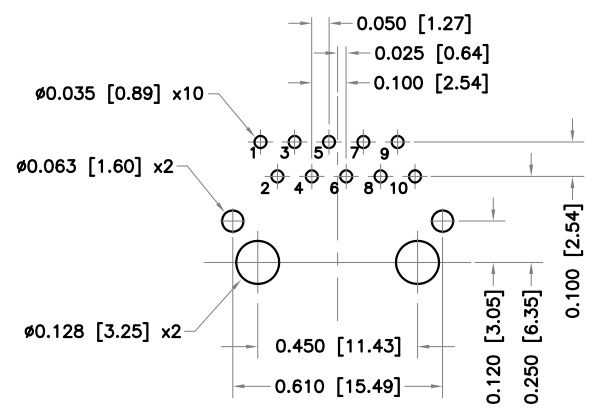 0.050 [1.27]
0.025 [0.64]
0.100 [2.54]
ø0.035 [0.89] x10
1 3 5 7 9
ø0.063 [1.60] x2
2 4 6 8 10
0.100 [2.54]
0.120 [3.05]
0.250 [6.35]
ø0.128 [3.25] x2
0.450 [11.43]
0.610 [15.49]